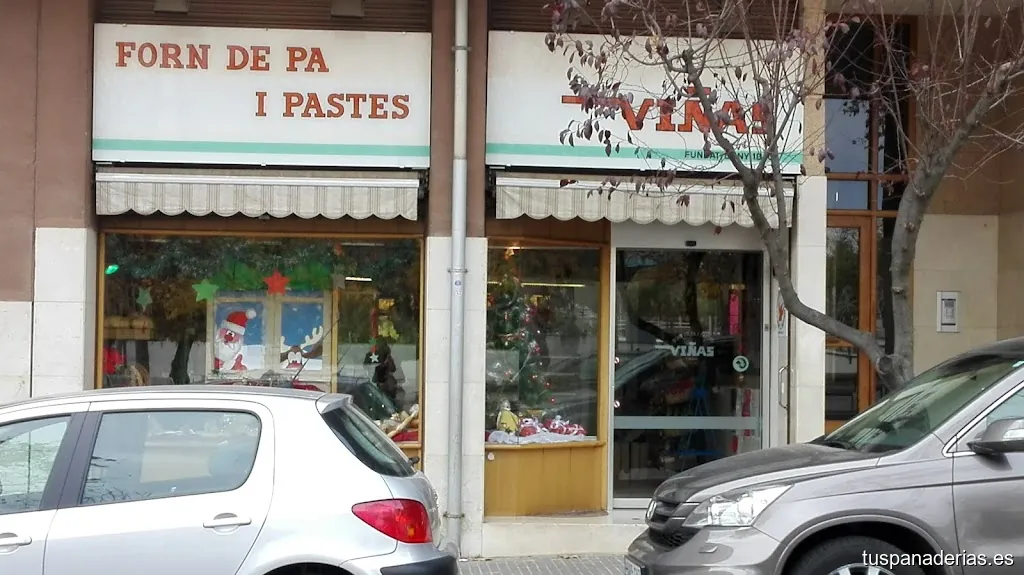 FORN DE PA
I PASTES
VIÑAS
VIÑAS
tuspanaderias.es